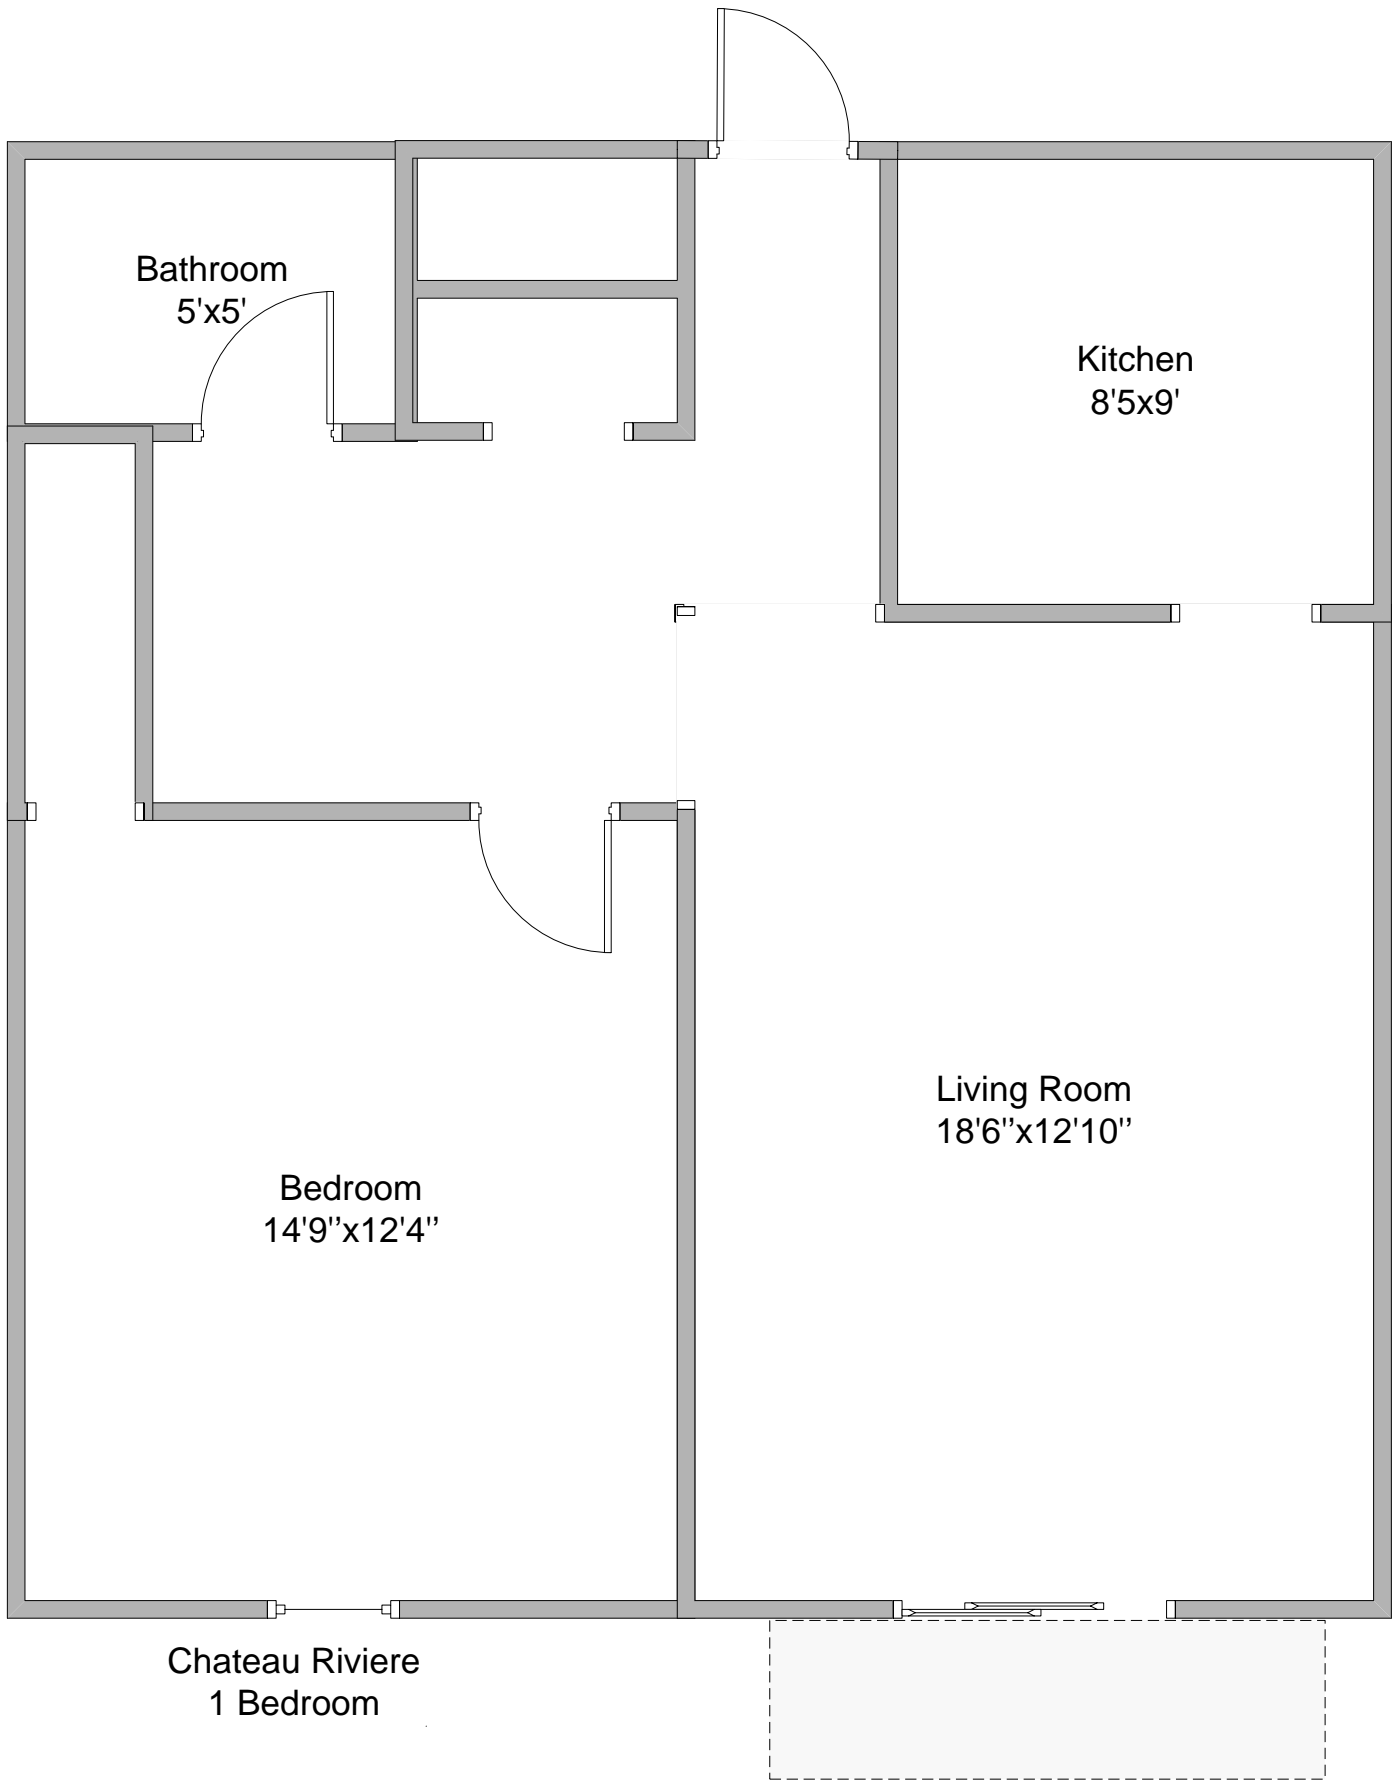 Bathroom
5'x5'
Kitchen
8'5x9'
Living Room
18'6’’x12'10’’
Bedroom
14'9’’x12'4’’
Chateau Riviere
1 Bedroom